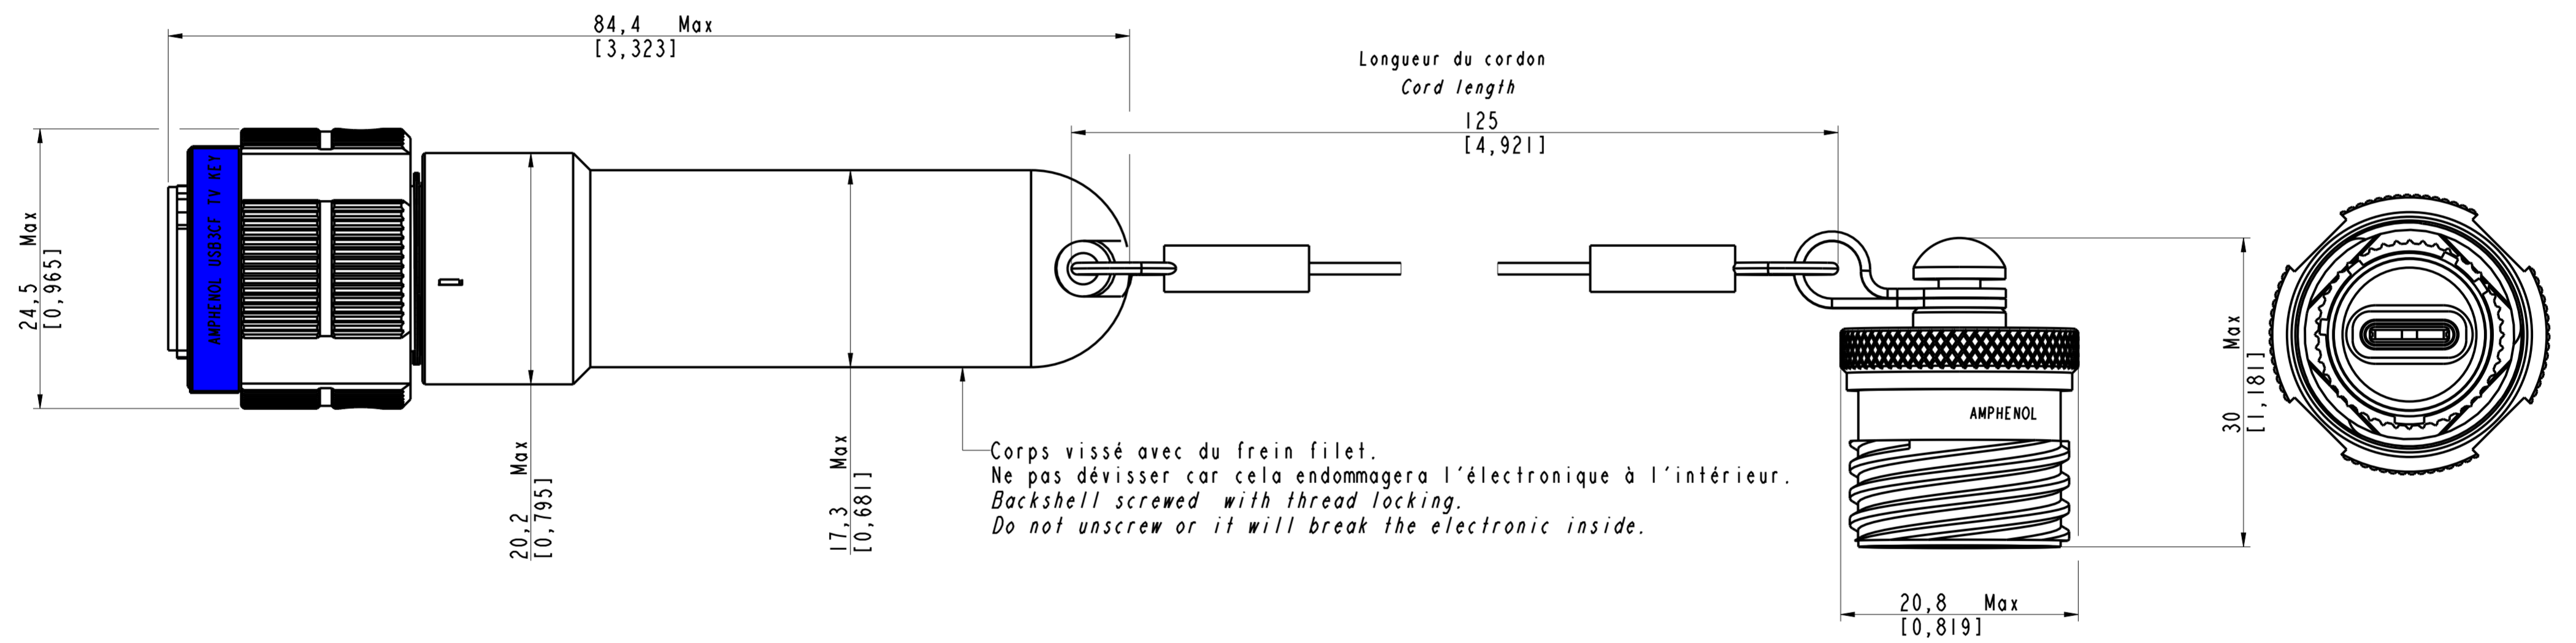 84,4 Max
[3,323]
Longueur du cordon
Cord length
125
[4,921]
24,5 Max
[0,965]
AMPHENOL USB3CF TV KEY
20,2 Max
[0,795]
17,3 Max
[0,681]
Corps vissé avec du frein filet.
Ne pas dévisser car cela endommagera l'électronique à l'intérieur.
Backshell screwed with thread locking.
Do not unscrew or it will break the electronic inside.
AMPHENOL
30 Max
[1,181]
20,8 Max
[0,819]